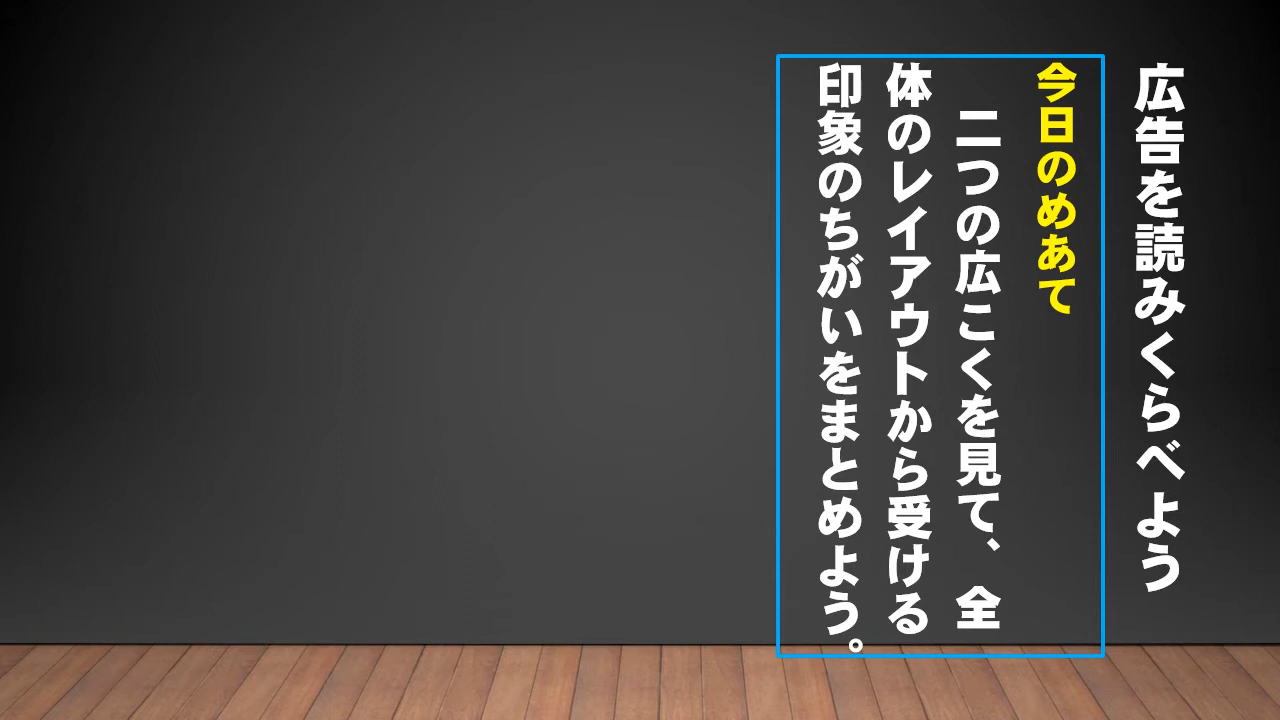 広告を読みくらべよう
今日のめあて
二つの広こくを見て、全
体のレイアウトから受ける
印象のちがいをまとめよう。